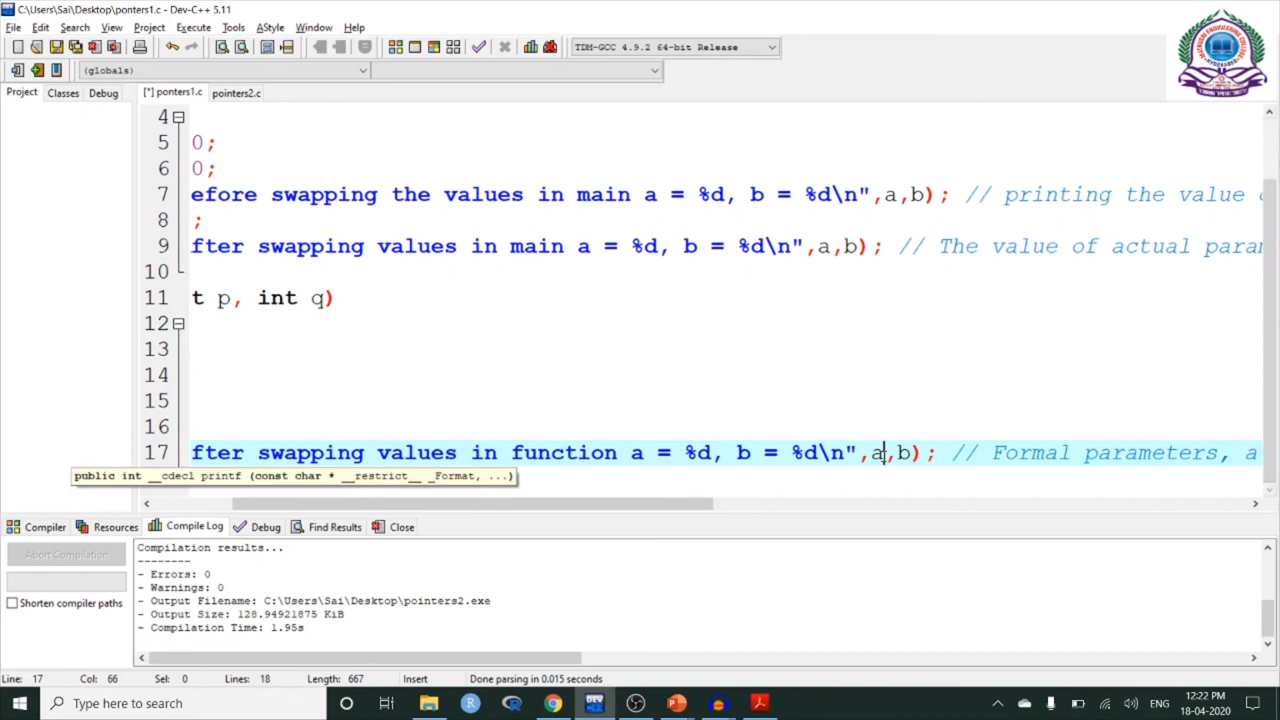 C:\Users\Sai\Desktop\ponters1.c - Dev-C++ 5.11
File Edit Search View Project Execute Tools AStyle Window Help
TDM-GCC 4.9.2 64-bit Release
(globals)
Project Classes Debug [*] ponters1.c pointers2.c
4
5 0;
6 0;
7 efore swapping the values in main a = %d, b = %d\n",a,b); // printing the value
8 ;
9 fter swapping values in main a = %d, b = %d\n",a,b); // The value of actual param
10
11 t p, int q)
12
13
14
15
16
17 fter swapping values in function a = %d, b = %d\n",a,b); // Formal parameters, a
public int __cdecl printf (const char * __restrict__ _Format, ...)
Compiler Resources Compile Log Debug Find Results Close
Abort Compilation
Shorten compiler paths
Compilation results...
--------
- Errors: 0
- Warnings: 0
- Output Filename: C:\Users\Sai\Desktop\pointers2.exe
- Output Size: 128.94921875 KiB
- Compilation Time: 1.95s
Line: 17 Col: 66 Sel: 0 Lines: 18 Length: 667 Insert Done parsing in 0.015 seconds
Type here to search
DEV
ENG
12:22 PM
18-04-2020